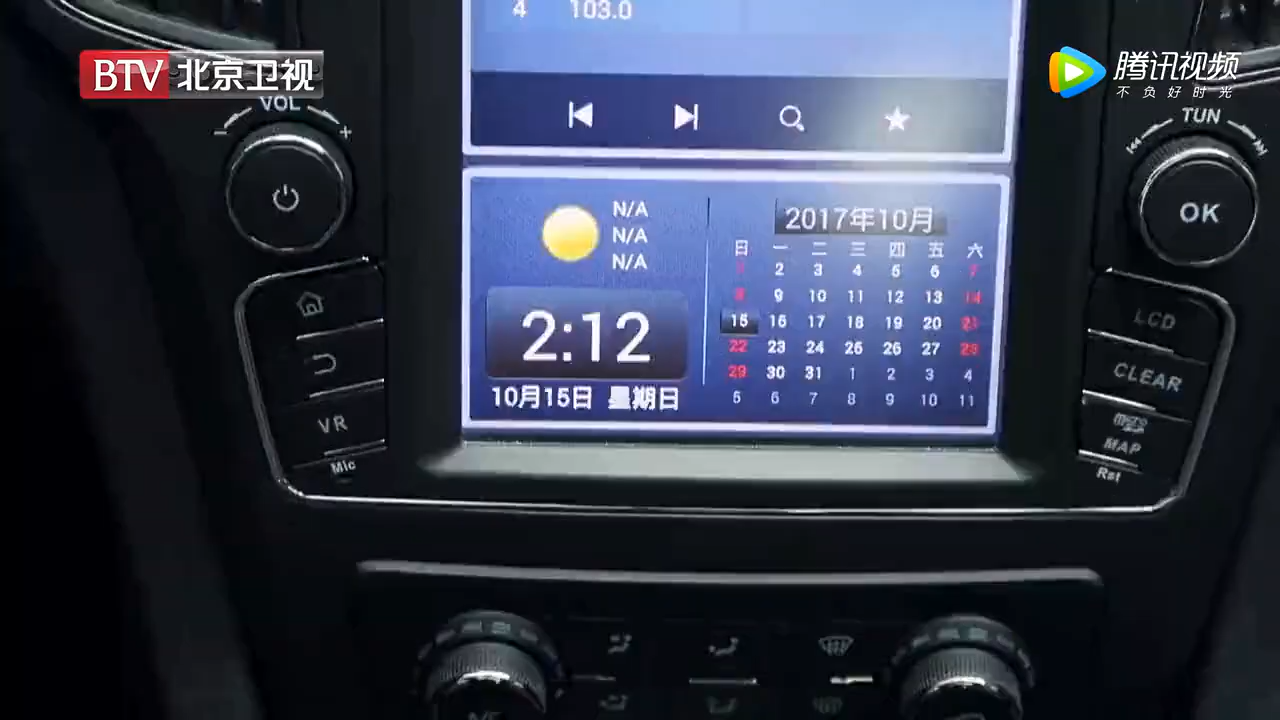 4 103.0
BTV 北京卫视
腾讯视频
不负好时光
VOL
- +
TUN
OK
N/A
N/A
N/A
2:12
10月15日 星期日
2017年10月
日 一 二 三 四 五 六
1 2 3 4 5 6 7
8 9 10 11 12 13 14
15 16 17 18 19 20 21
22 23 24 25 26 27 28
29 30 31 1 2 3 4
5 6 7 8 9 10 11
VR
Mic
LCD
CLEAR
MAP
Rst